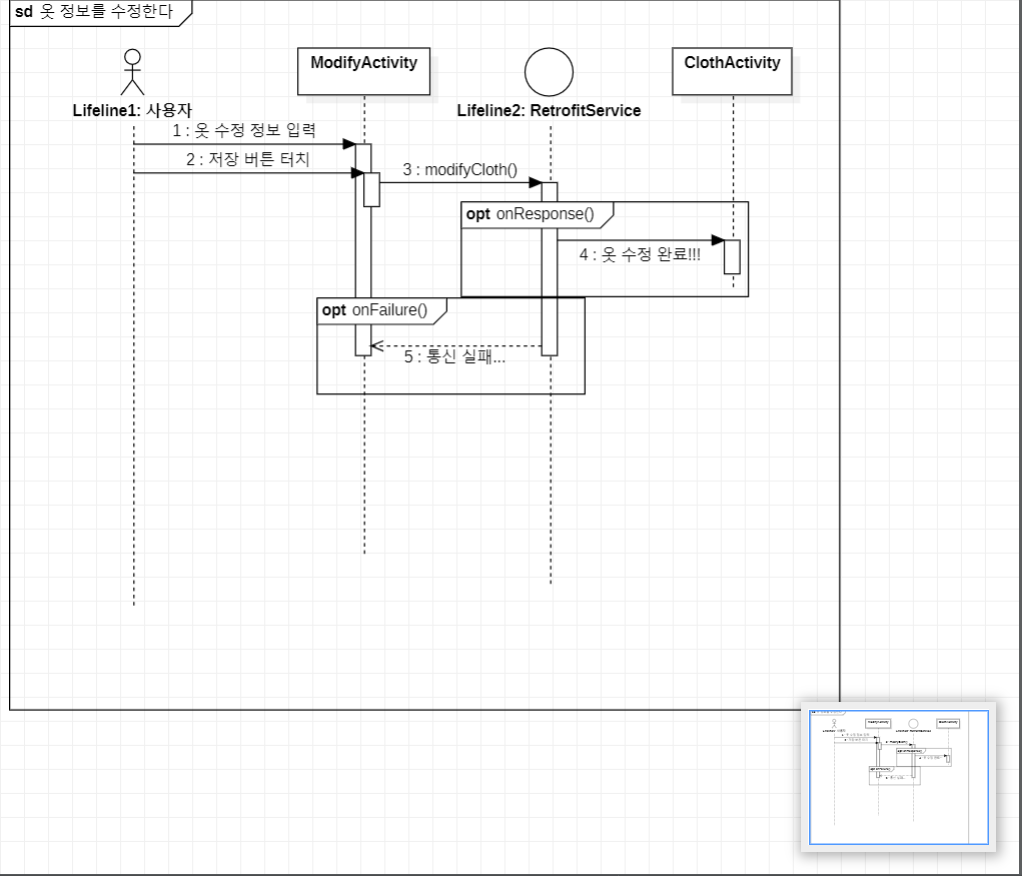 sd 옷 정보를 수정한다
ModifyActivity
ClothActivity
Lifeline1: 사용자
Lifeline2: RetrofitService
1 : 옷 수정 정보 입력
2 : 저장 버튼 터치
3 : modifyCloth()
opt onResponse()
4 : 옷 수정 완료!!!
opt onFailure()
5 : 통신 실패...